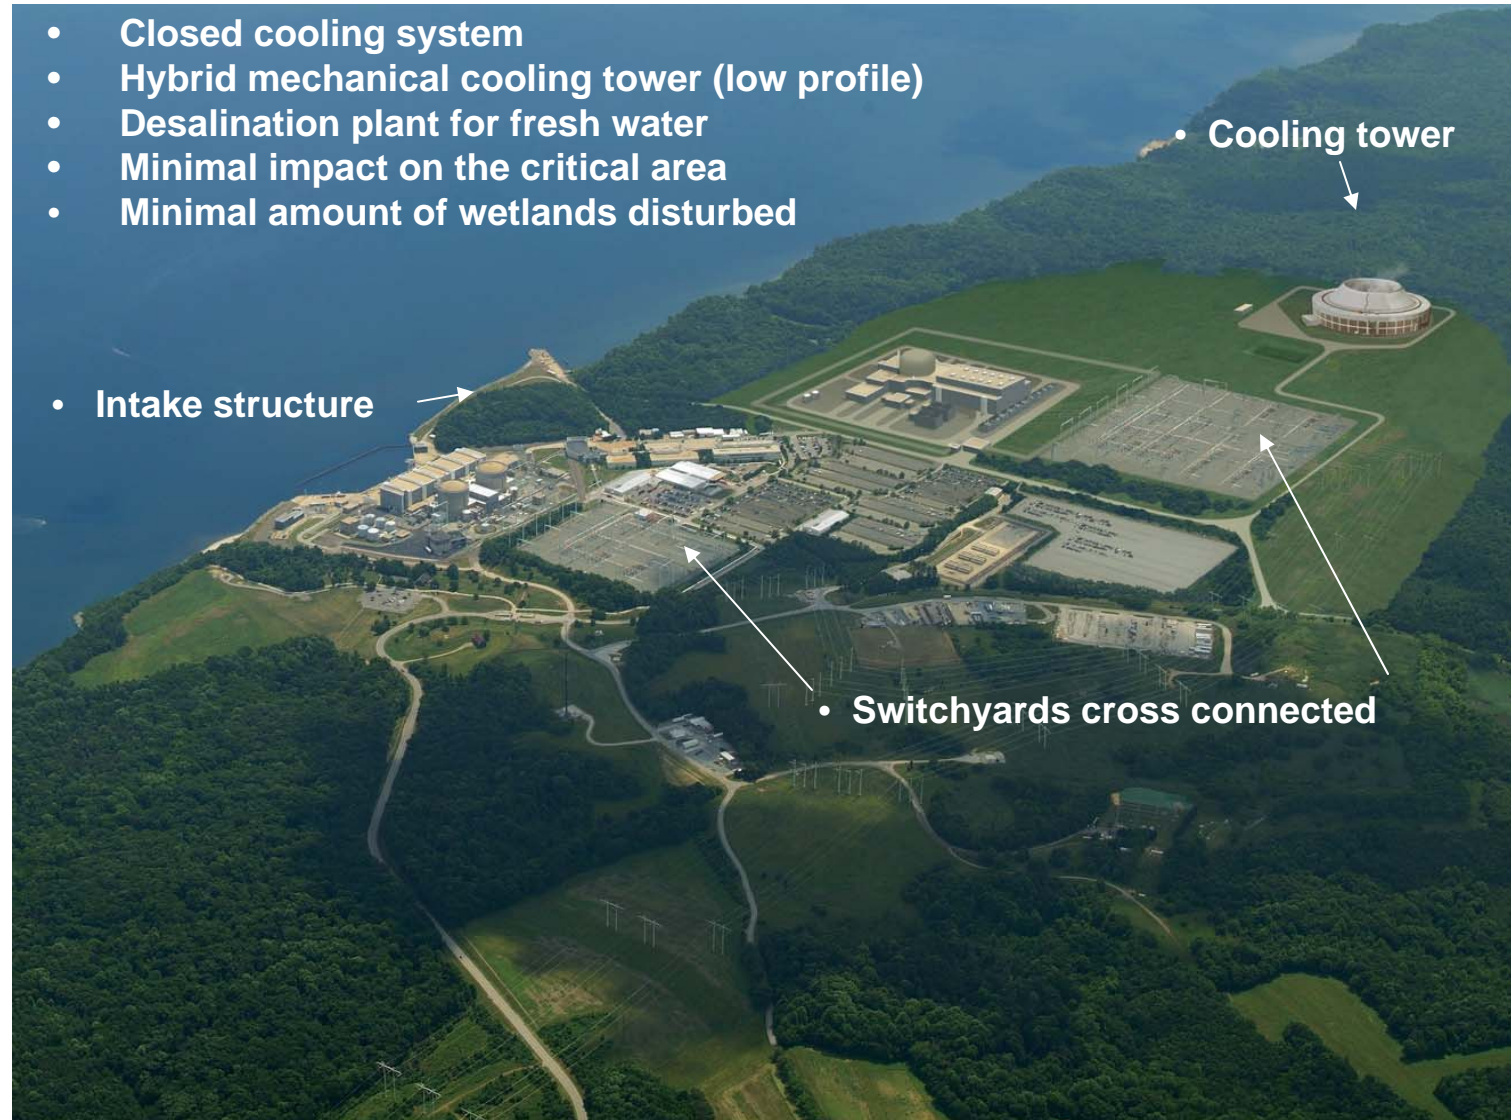 • Closed cooling system
• Hybrid mechanical cooling tower (low profile)
• Desalination plant for fresh water
• Minimal impact on the critical area
• Minimal amount of wetlands disturbed
• Cooling tower
• Intake structure
• Switchyards cross connected